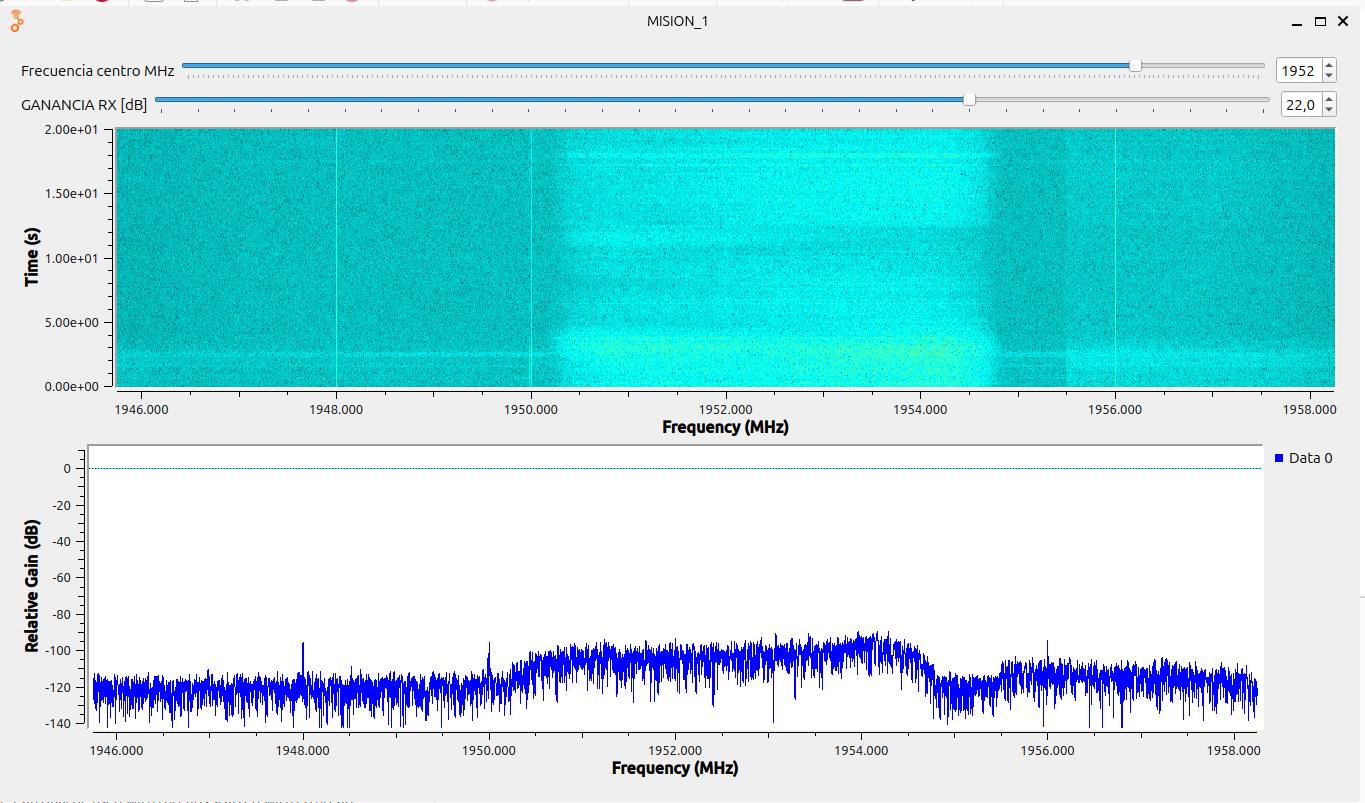 MISION_1
Frecuencia centro MHz
1952
GANANCIA RX [dB]
22,0
Time (s)
2.00e+01
1.50e+01
1.00e+01
5.00e+00
0.00e+00
1946.000 1948.000 1950.000 1952.000 1954.000 1956.000 1958.000
Frequency (MHz)
Relative Gain (dB)
0
-20
-40
-60
-80
-100
-120
-140
Data 0
1946.000 1948.000 1950.000 1952.000 1954.000 1956.000 1958.000
Frequency (MHz)